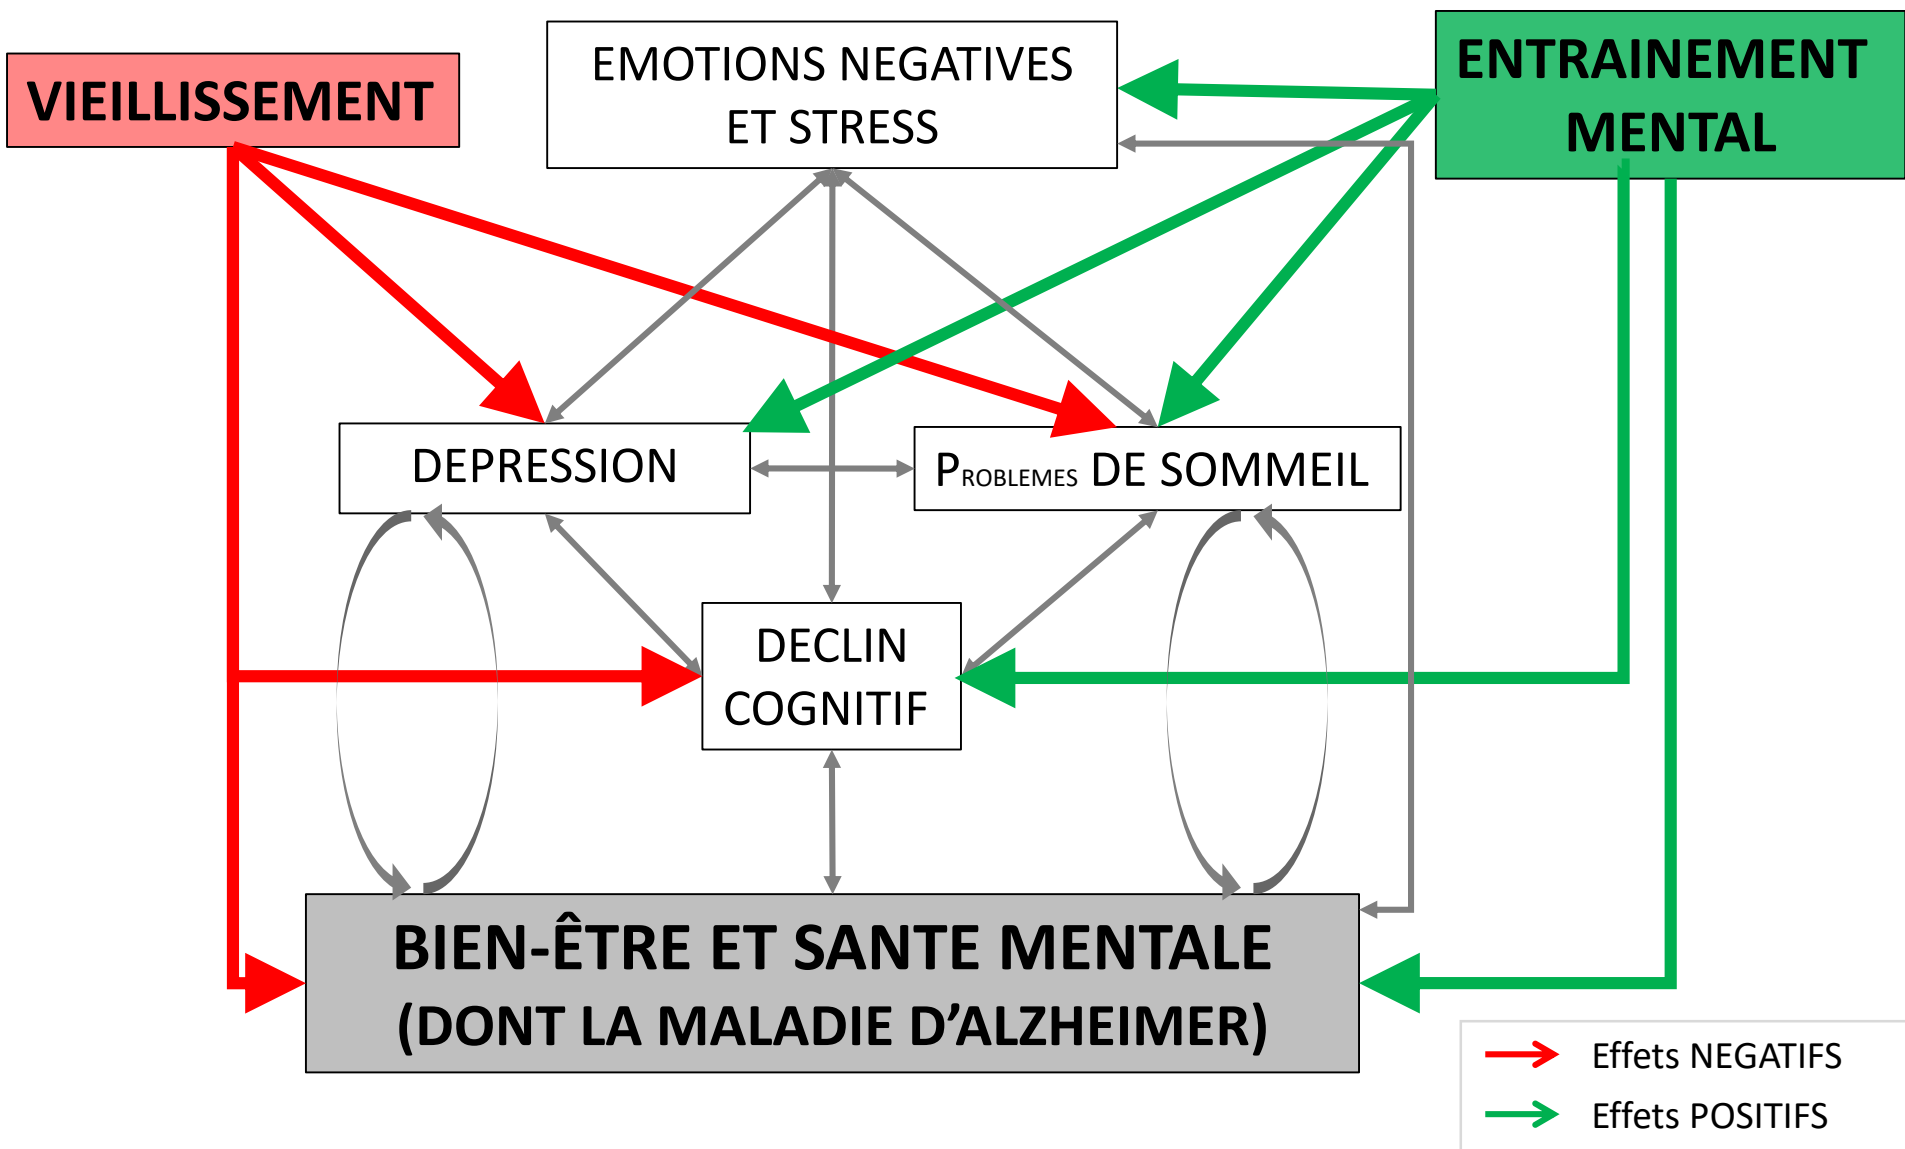 VIEILLISSEMENT
EMOTIONS NEGATIVES
ET STRESS
ENTRAINEMENT
MENTAL
DEPRESSION
PROBLEMES DE SOMMEIL
DECLIN
COGNITIF
BIEN-ÊTRE ET SANTE MENTALE
(DONT LA MALADIE D’ALZHEIMER)
Effets NEGATIFS
Effets POSITIFS